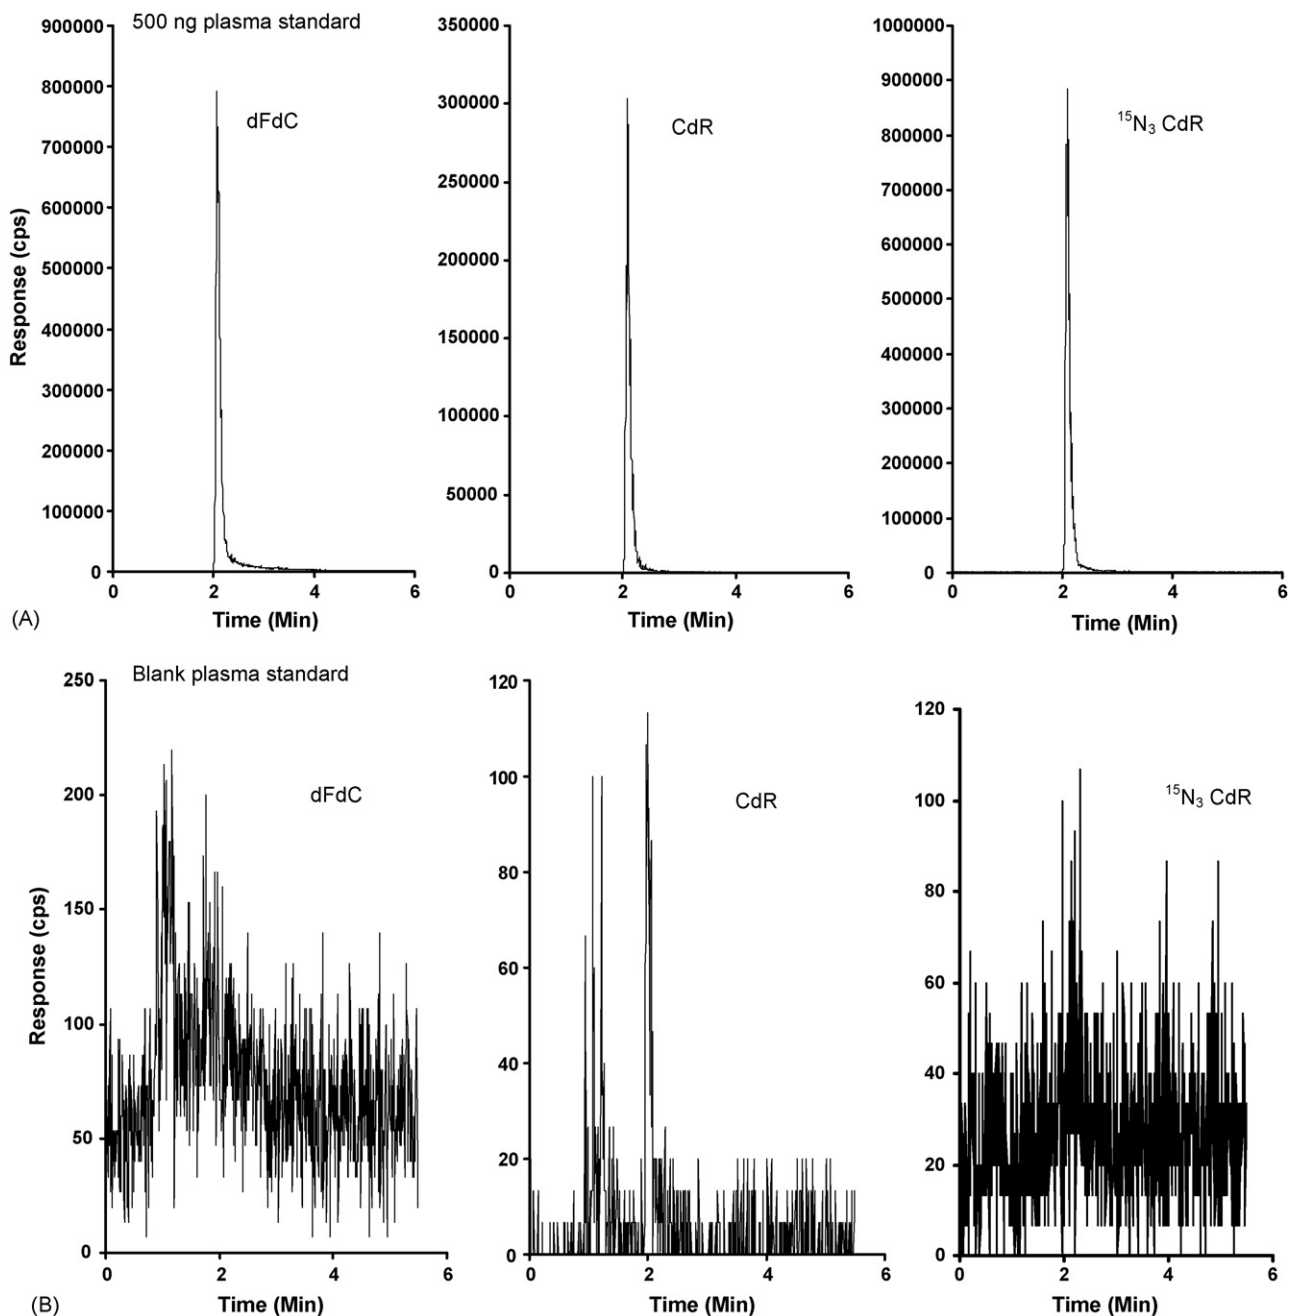 500 ng plasma standard
900000
800000
700000
600000
500000
400000
300000
200000
100000
0
0 2 4 6
Response (cps)
Time (Min)
dFdC
350000
300000
250000
200000
150000
100000
50000
0
0 2 4 6
Time (Min)
CdR
1000000
900000
800000
700000
600000
500000
400000
300000
200000
100000
0
0 2 4 6
Time (Min)
¹⁵N₃ CdR
(A)
Blank plasma standard
250
200
150
100
50
0
0 2 4 6
Response (cps)
Time (Min)
dFdC
120
100
80
60
40
20
0
0 2 4 6
Time (Min)
CdR
120
100
80
60
40
20
0
0 2 4 6
Time (Min)
¹⁵N₃ CdR
(B)